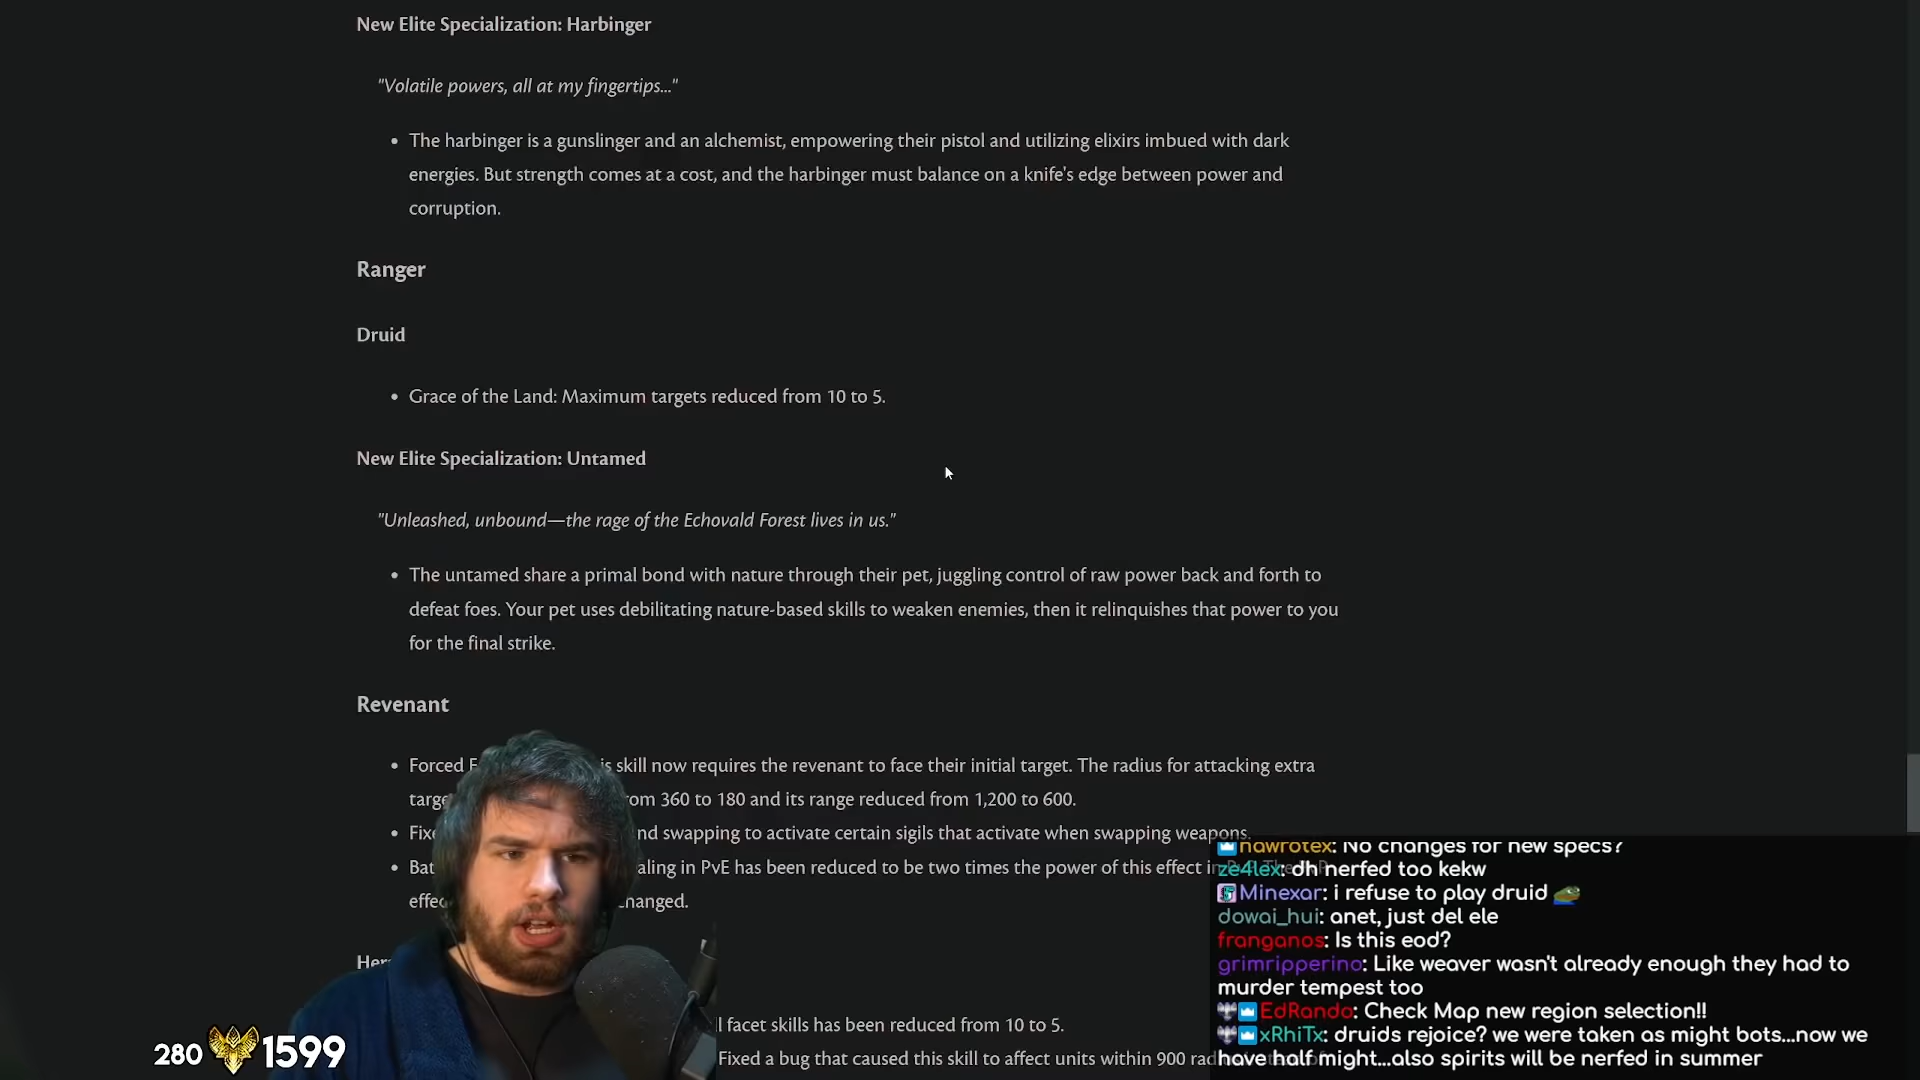 New Elite Specialization: Harbinger
"Volatile powers, all at my fingertips..."
• The harbinger is a gunslinger and an alchemist, empowering their pistol and utilizing elixirs imbued with dark
energies. But strength comes at a cost, and the harbinger must balance on a knife's edge between power and
corruption.
Ranger
Druid
• Grace of the Land: Maximum targets reduced from 10 to 5.
New Elite Specialization: Untamed
"Unleashed, unbound—the rage of the Echovald Forest lives in us."
• The untamed share a primal bond with nature through their pet, juggling control of raw power back and forth to
defeat foes. Your pet uses debilitating nature-based skills to weaken enemies, then it relinquishes that power to you
for the final strike.
Revenant
• Forced skill now requires the revenant to face their initial target. The radius for attacking extra
360 to 180 and its range reduced from 1,200 to 600.
• swapping to activate certain sigils that activate when swapping weapons.
• in PvE has been reduced to be two times the power of this effect
facet skills has been reduced from 10 to 5.
Fixed a bug that caused this skill to affect units within 900
nawrotex: No changes for new specs?
ze4lex: dh nerfed too kekw
Minexar: i refuse to play druid
dowai_hui: anet, just del ele
franganos: Is this eod?
grimripperino: Like weaver wasn't already enough they had to
murder tempest too
EdRando: Check Map new region selection!!
xRhiTx: druids rejoice? we were taken as might bots...now we
have half might...also spirits will be nerfed in summer
280 1599